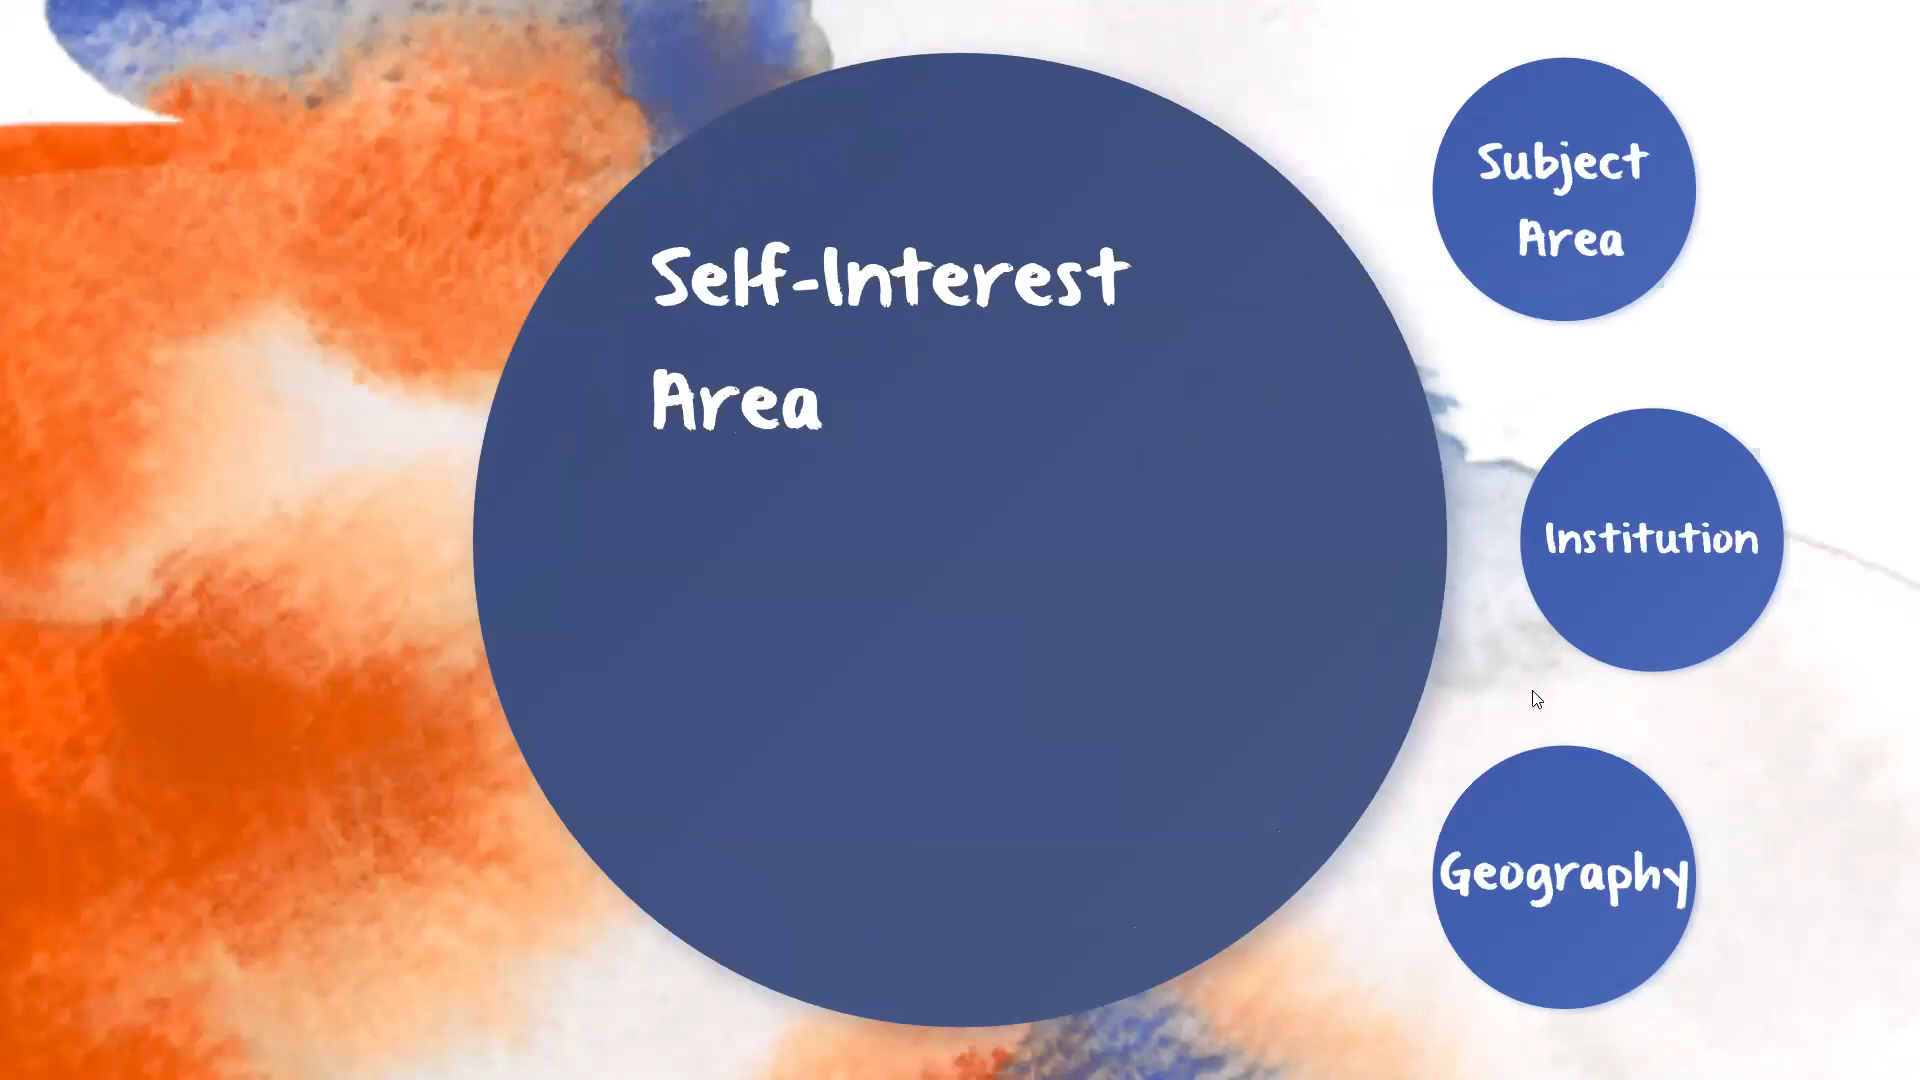 Self-Interest
Area
Subject
Area
Institution
Geography